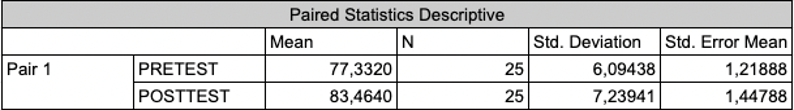 Paired Statistics Descriptive
Mean N Std. Deviation Std. Error Mean
Pair 1 PRETEST 77,3320 25 6,09438 1,21888
POSTTEST 83,4640 25 7,23941 1,44788